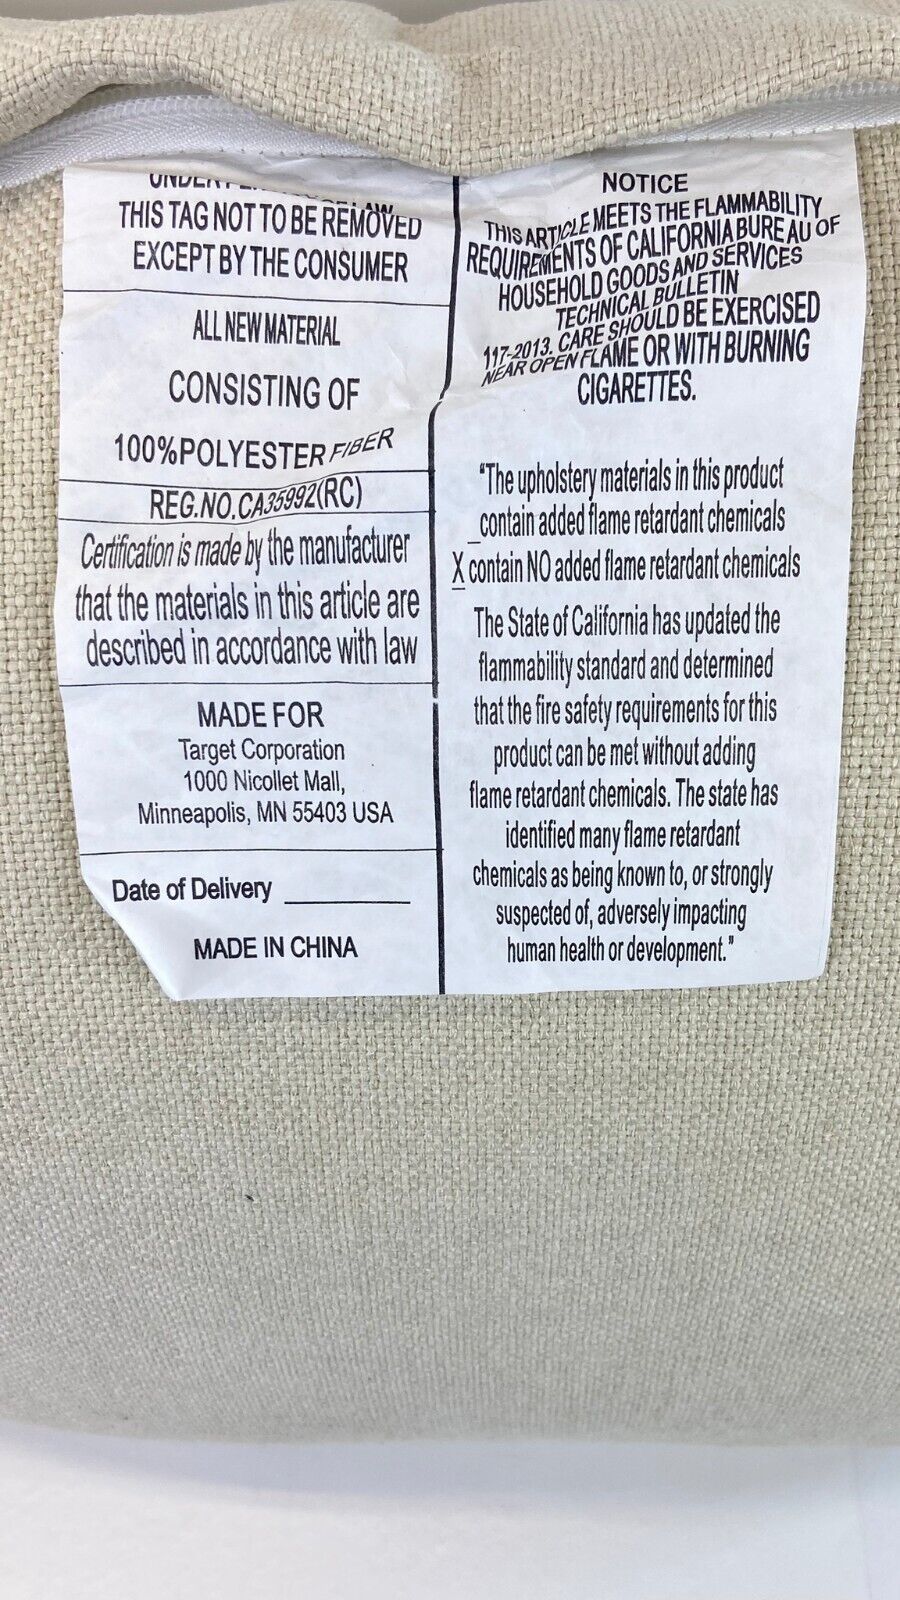 THIS TAG NOT TO BE REMOVED
EXCEPT BY THE CONSUMER
ALL NEW MATERIAL
CONSISTING OF
100%POLYESTER FIBER
REG.NO.CA35992(RC)
Certification is made by the manufacturer
that the materials in this article are
described in accordance with law
MADE FOR
Target Corporation
1000 Nicollet Mall,
Minneapolis, MN 55403 USA
Date of Delivery
MADE IN CHINA
NOTICE
THIS ARTICLE MEETS THE FLAMMABILITY
REQUIREMENTS OF CALIFORNIA BUREAU OF
HOUSEHOLD GOODS AND SERVICES
TECHNICAL BULLETIN
117-2013. CARE SHOULD BE EXERCISED
NEAR OPEN FLAME OR WITH BURNING
CIGARETTES.
"The upholstery materials in this product
_contain added flame retardant chemicals
X contain NO added flame retardant chemicals
The State of California has updated the
flammability standard and determined
that the fire safety requirements for this
product can be met without adding
flame retardant chemicals. The state has
identified many flame retardant
chemicals as being known to, or strongly
suspected of, adversely impacting
human health or development."